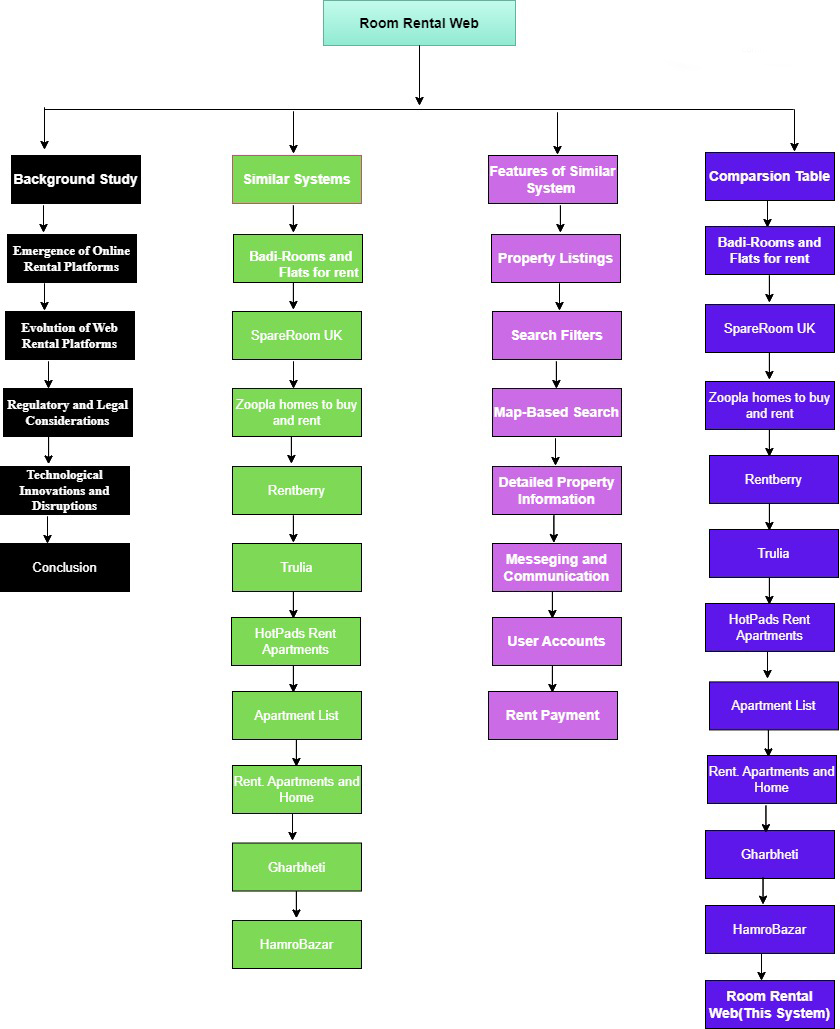 Room Rental Web
Background Study
Emergence of Online
Rental Platforms
Evolution of Web
Rental Platforms
Regulatory and Legal
Considerations
Technological
Innovations and
Disruptions
Conclusion
Similar Systems
Badi-Rooms and
Flats for rent
SpareRoom UK
Zoopla homes to buy
and rent
Rentberry
Trulia
HotPads Rent
Apartments
Apartment List
Rent. Apartments and
Home
Gharbheti
HamroBazar
Features of Similar
System
Property Listings
Search Filters
Map-Based Search
Detailed Property
Information
Messeging and
Communication
User Accounts
Rent Payment
Comparsion Table
Badi-Rooms and
Flats for rent
SpareRoom UK
Zoopla homes to buy
and rent
Rentberry
Trulia
HotPads Rent
Apartments
Apartment List
Rent. Apartments and
Home
Gharbheti
HamroBazar
Room Rental
Web(This System)